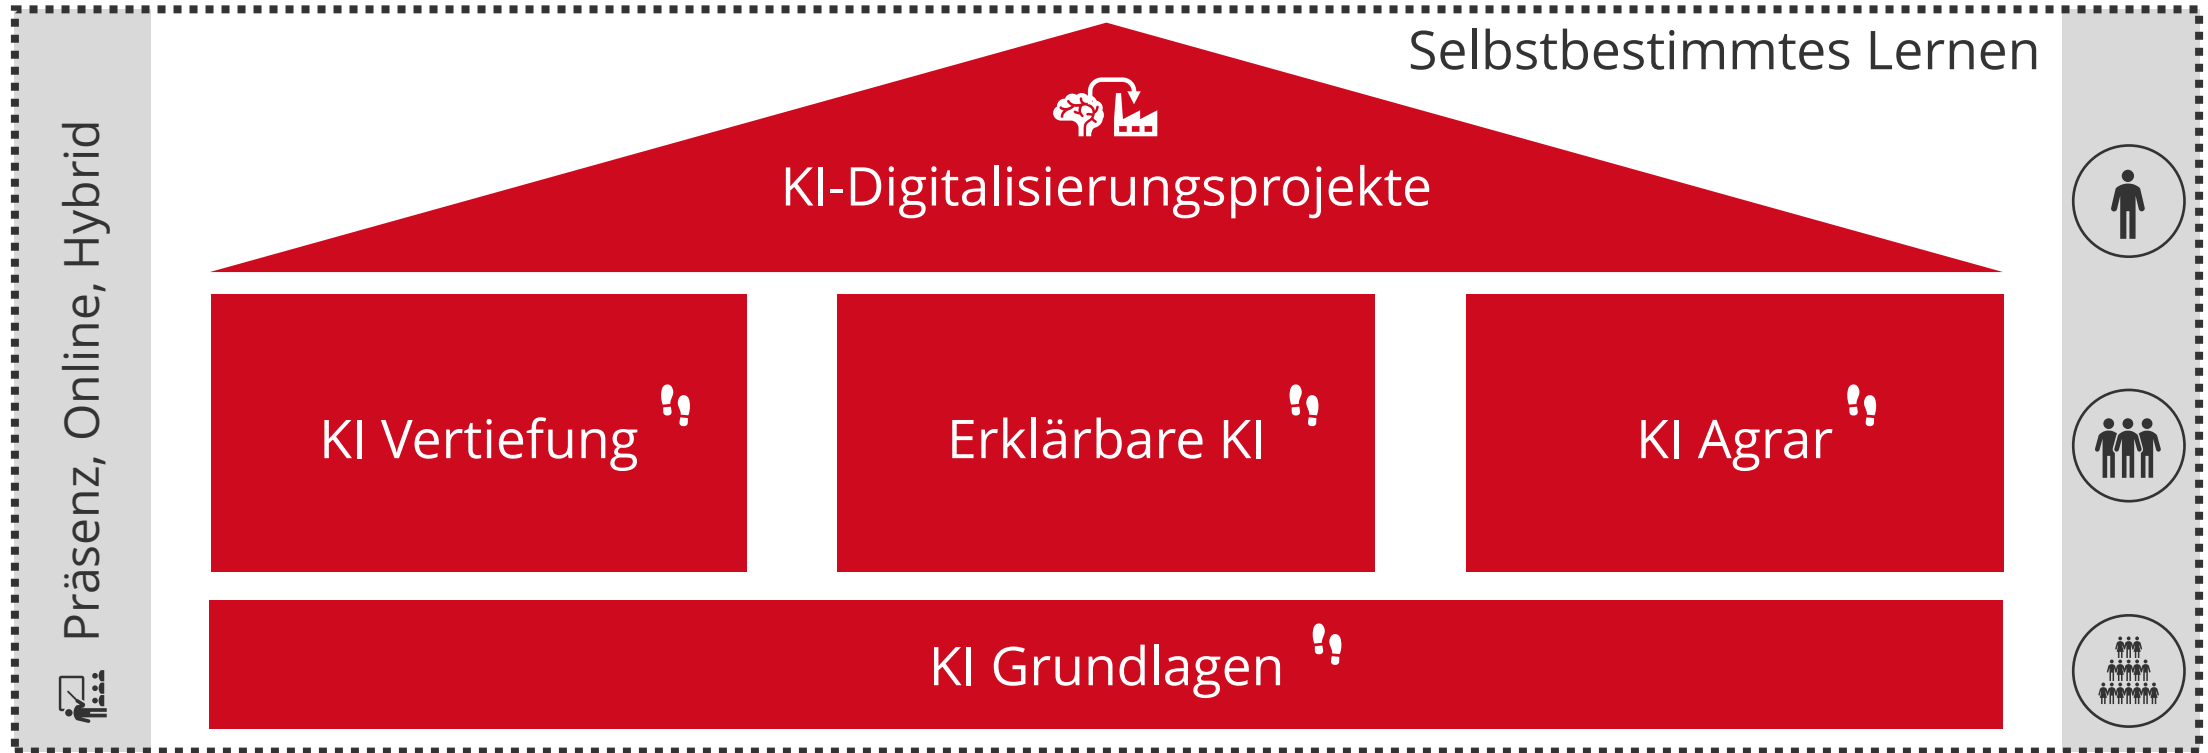 Selbstbestimmtes Lernen
KI-Digitalisierungsprojekte
Präsenz, Online, Hybrid
KI Vertiefung
Erklärbare KI
KI Agrar
KI Grundlagen